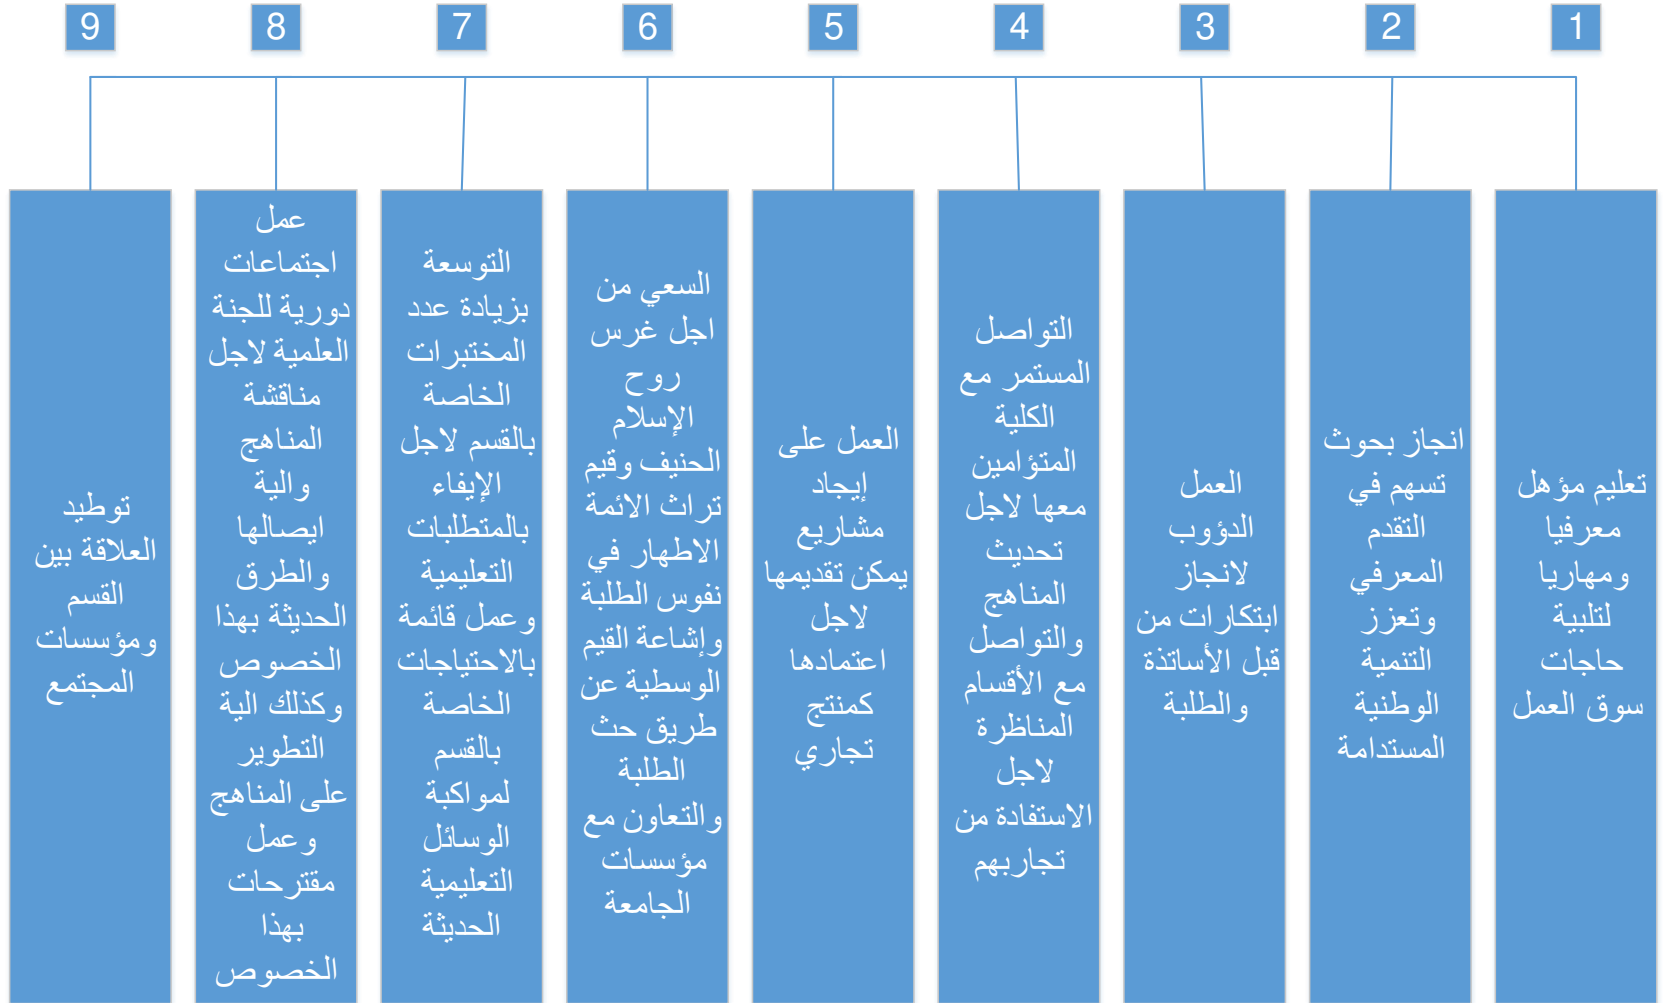 1
تعليم مؤهل
معرفيا
ومهاريا
لتلبية
حاجات
سوق العمل
2
انجاز بحوث
تسهم في
التقدم
المعرفي
وتعزز
التنمية
الوطنية
المستدامة
3
العمل
الدؤوب
لانجاز
ابتكارات من
قبل الأساتذة
والطلبة
4
التواصل
المستمر مع
الكلية
المتؤامين
معها لاجل
تحديث
المناهج
والتواصل
مع الأقسام
المناظرة
لاجل
الاستفادة من
تجاربهم
5
العمل على
إيجاد
مشاريع
يمكن تقديمها
لاجل
اعتمادها
كمنتج
تجاري
6
السعي من
اجل غرس
روح
الإسلام
الحنيف وقيم
تراث الائمة
الاطهار في
نفوس الطلبة
وإشاعة القيم
الوسطية عن
طريق حث
الطلبة
والتعاون مع
مؤسسات
الجامعة
7
التوسعة
بزيادة عدد
المختبرات
الخاصة
بالقسم لاجل
الإيفاء
بالمتطلبات
التعليمية
وعمل قائمة
بالاحتياجات
الخاصة
بالقسم
لمواكبة
الوسائل
التعليمية
الحديثة
8
عمل
اجتماعات
دورية للجنة
العلمية لاجل
مناقشة
المناهج
والية
ايصالها
والطرق
الحديثة بهذا
الخصوص
وكذلك الية
التطوير
على المناهج
وعمل
مقترحات
بهذا
الخصوص
9
توطيد
العلاقة بين
القسم
ومؤسسات
المجتمع